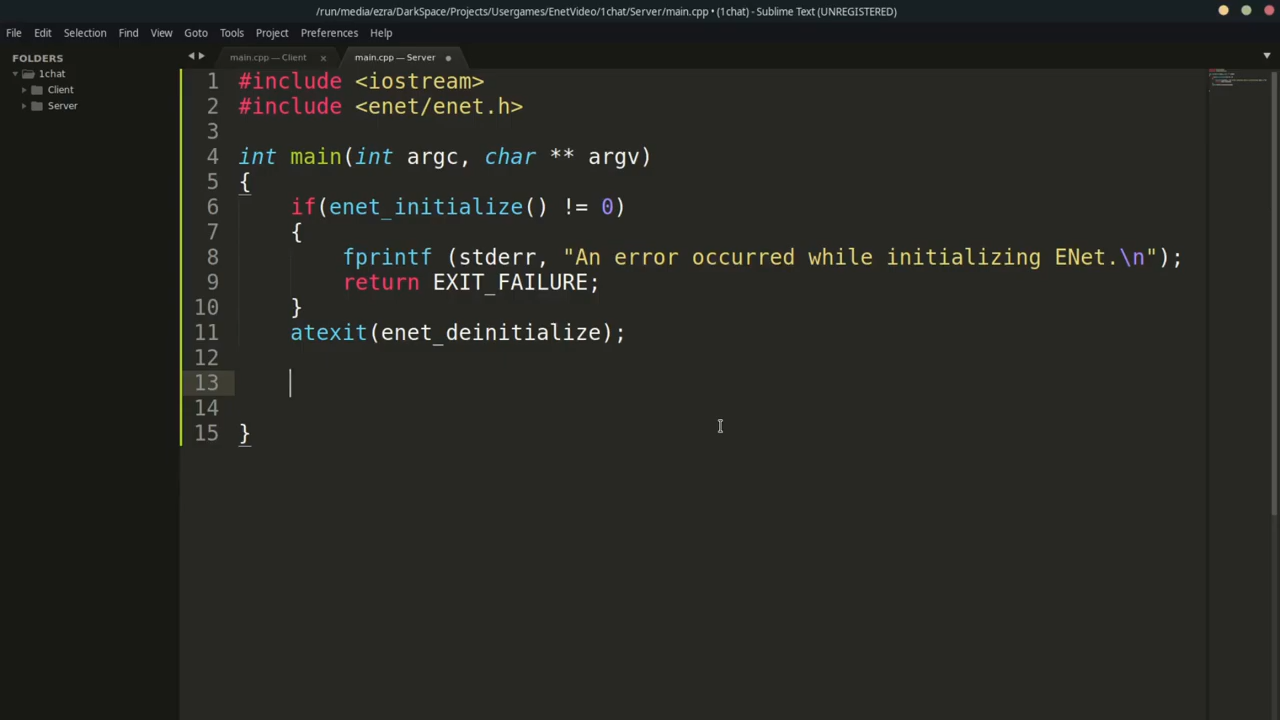 /run/media/ezra/DarkSpace/Projects/Usergames/EnetVideo/1chat/Server/main.cpp • (1chat) - Sublime Text (UNREGISTERED)
File Edit Selection Find View Goto Tools Project Preferences Help
FOLDERS
1chat
Client
Server
main.cpp — Client
main.cpp — Server
1 #include <iostream>
2 #include <enet/enet.h>
3
4 int main(int argc, char ** argv)
5 {
6 if(enet_initialize() != 0)
7 {
8 fprintf (stderr, "An error occurred while initializing ENet.\n");
9 return EXIT_FAILURE;
10 }
11 atexit(enet_deinitialize);
12
13
14
15 }